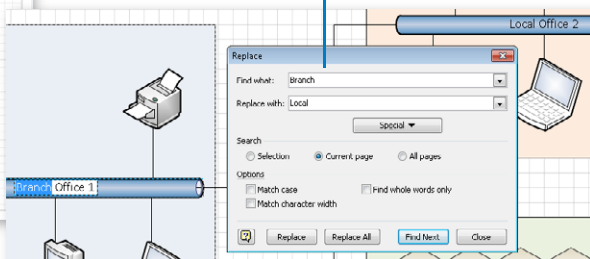 Local Office 2
Replace
Find what: Branch
Replace with: Local
Special
Search
Selection Current page All pages
Options
Match case Find whole words only
Match character width
Branch Office 1
? Replace Replace All Find Next Close